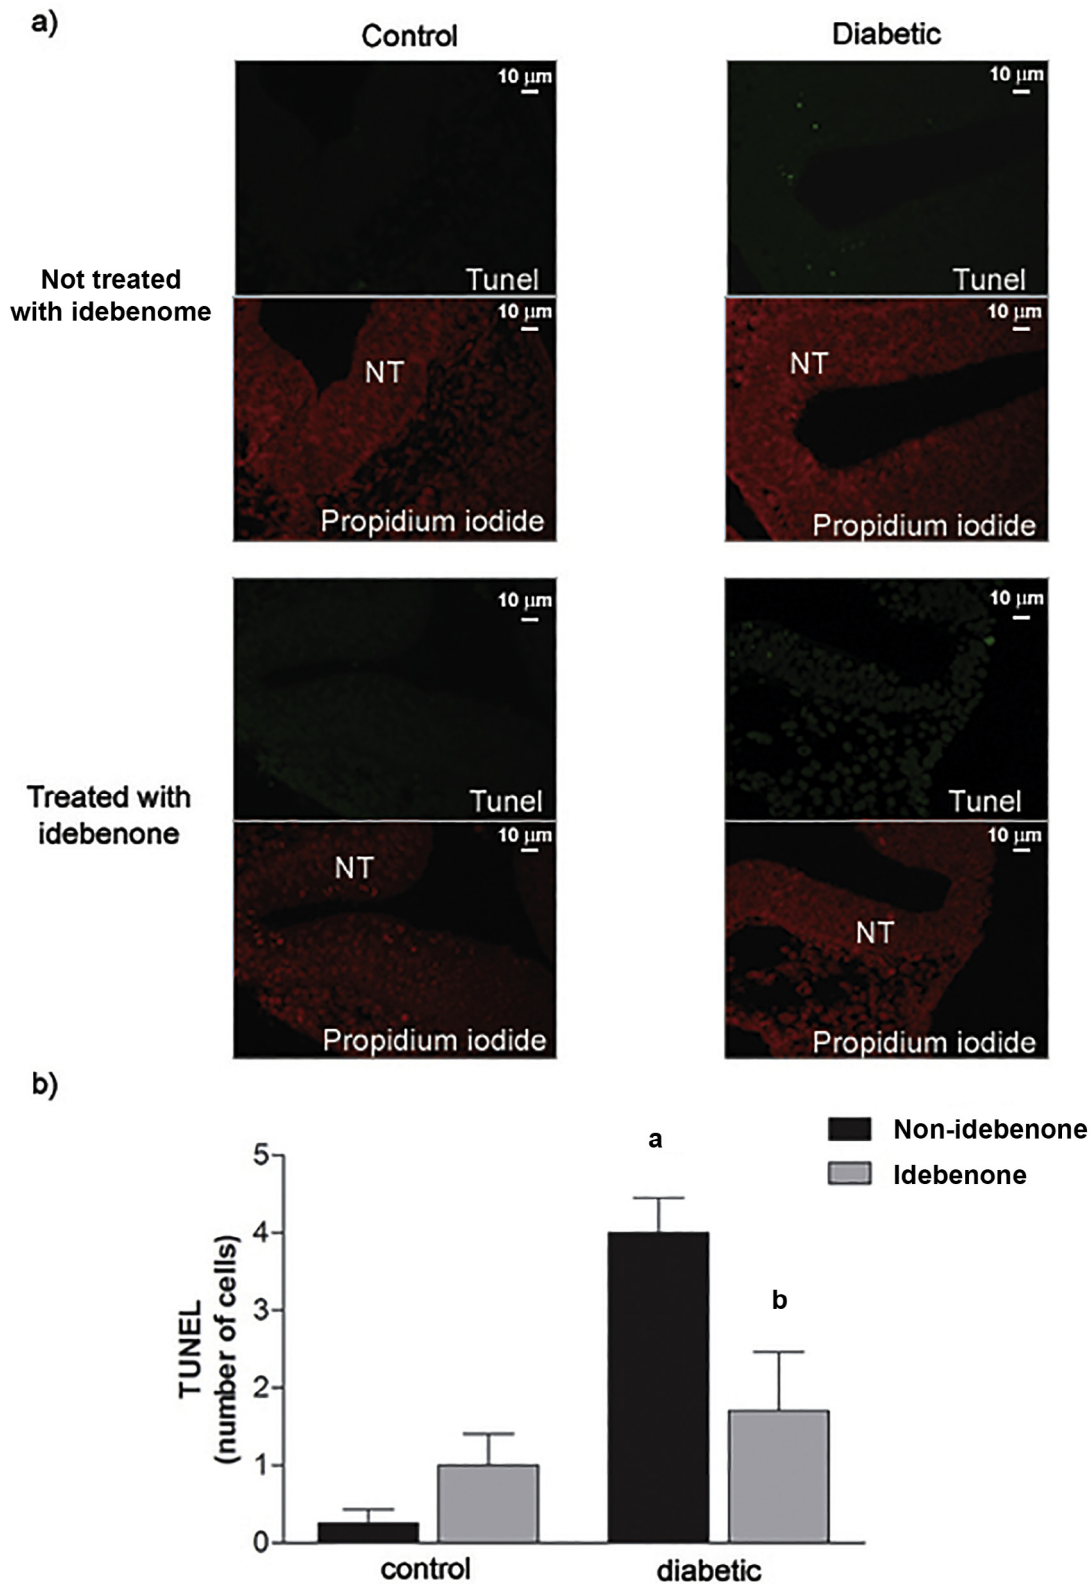 a)
Control
Diabetic
10 μm
10 μm
Not treated
with idebenome
Tunel
Tunel
10 μm
10 μm
NT
NT
Propidium iodide
Propidium iodide
10 μm
10 μm
Treated with
idebenone
Tunel
Tunel
10 μm
10 μm
NT
NT
Propidium iodide
Propidium iodide
b)
Non-idebenone
Idebenone
a
b
TUNEL
(number of cells)
5
4
3
2
1
0
control
diabetic